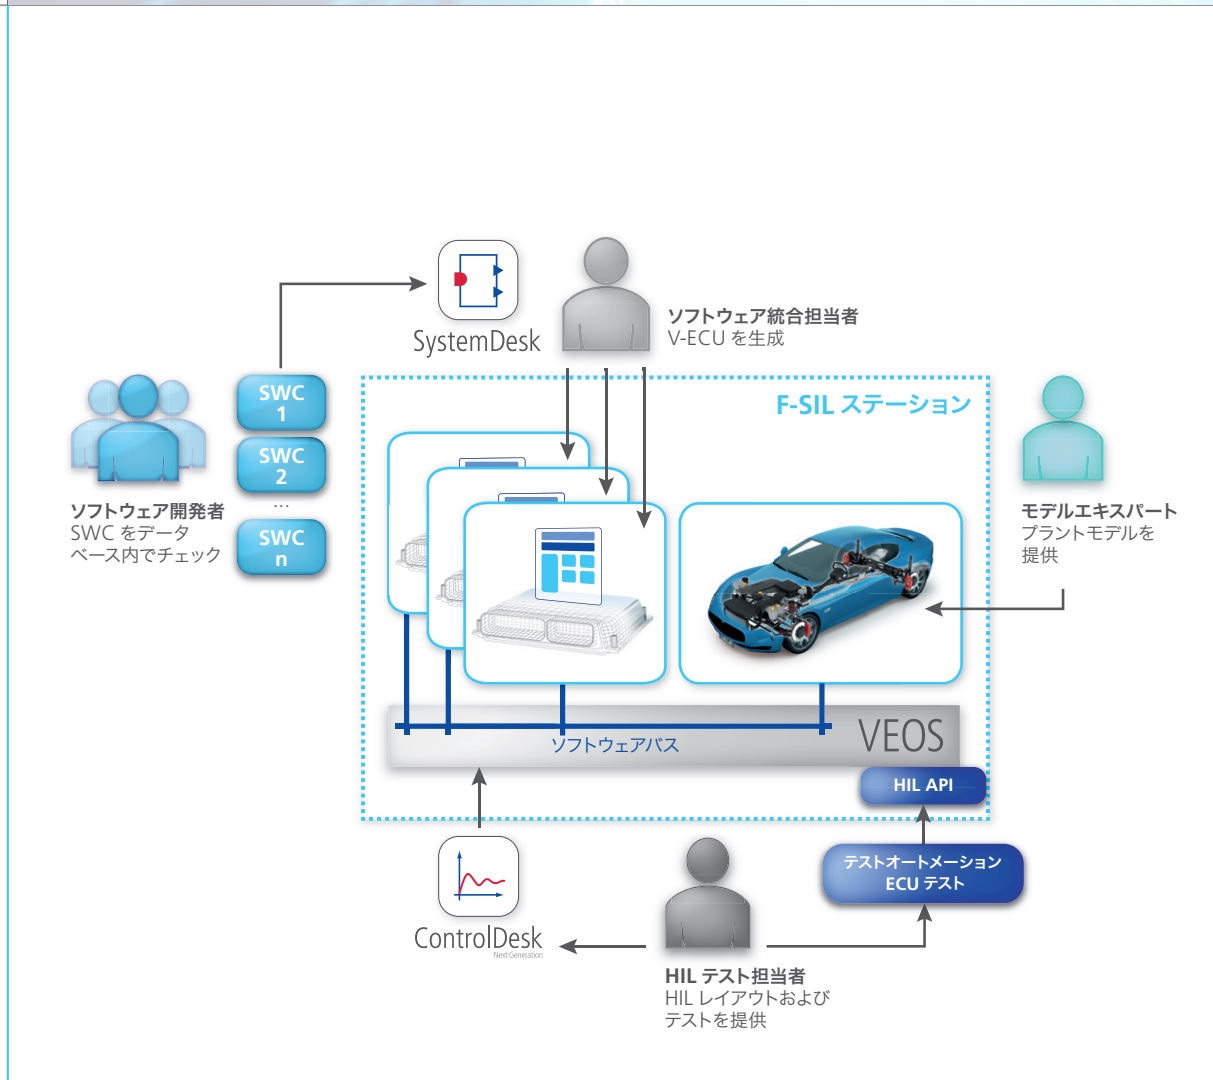 SystemDesk
ソフトウェア統合担当者
V-ECU を生成
SWC
1
SWC
2
…
SWC
n
ソフトウェア開発者
SWC をデータ
ベース内でチェック
F-SIL ステーション
モデルエキスパート
プラントモデルを
提供
ソフトウェアバス
VEOS
HIL API
テストオートメーション
ECU テスト
ControlDesk
Next Generation
HIL テスト担当者
HIL レイアウトおよび
テストを提供